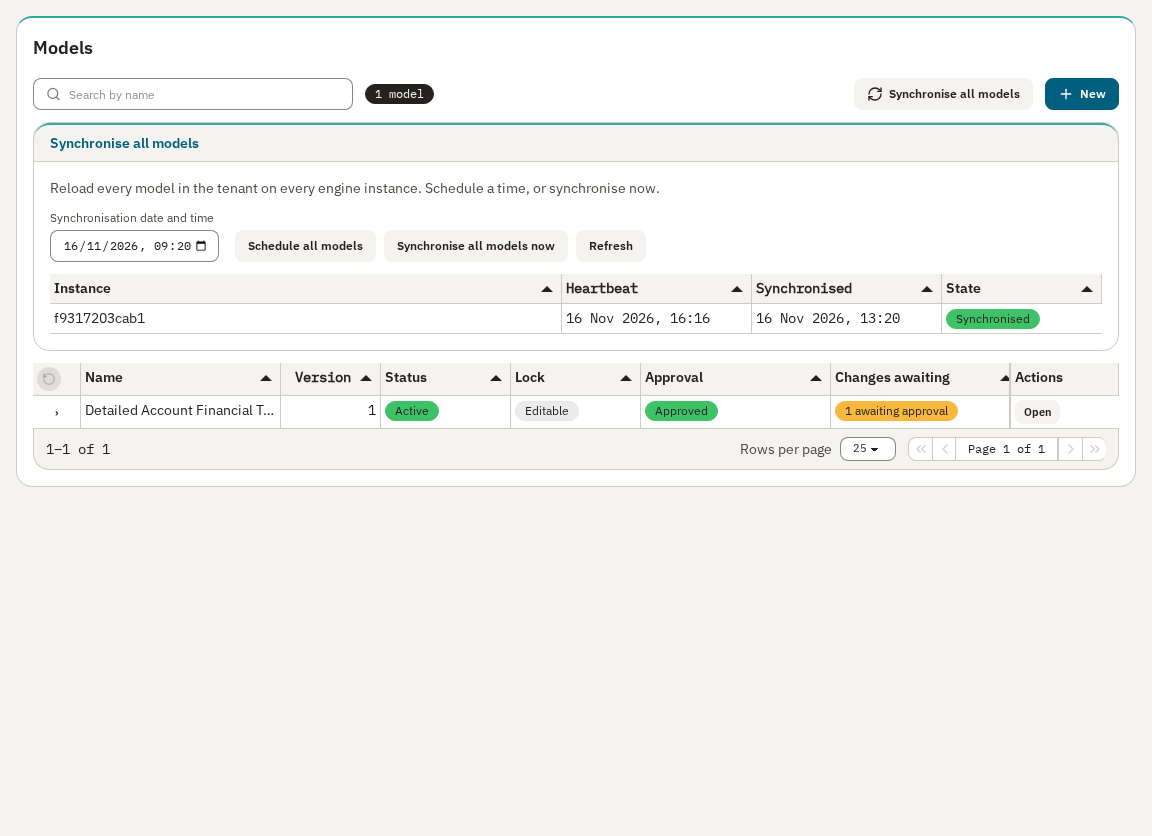 Models
Search by name
1 model
Synchronise all models
New
Synchronise all models
Reload every model in the tenant on every engine instance. Schedule a time, or synchronise now.
Synchronisation date and time
16/11/2026, 09:20
Schedule all models
Synchronise all models now
Refresh
Instance Heartbeat Synchronised State
f9317203cab1 16 Nov 2026, 16:16 16 Nov 2026, 13:20 Synchronised
Name Version Status Lock Approval Changes awaiting Actions
Detailed Account Financial T... 1 Active Editable Approved 1 awaiting approval Open
1–1 of 1
Rows per page 25
Page 1 of 1